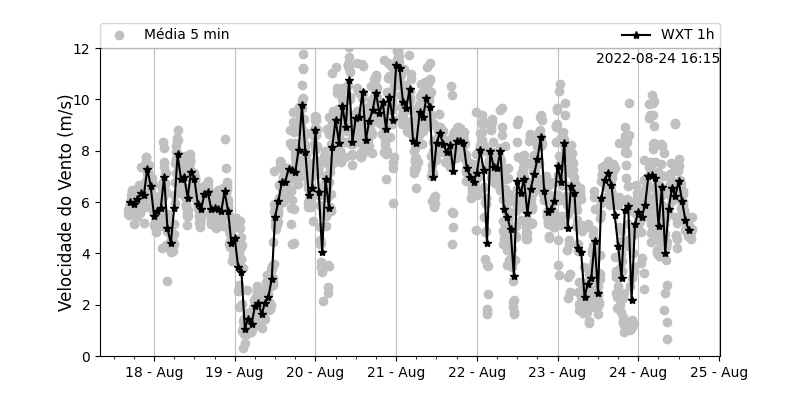 Média 5 min
WXT 1h
2022-08-24 16:15
Velocidade do Vento (m/s)
12
10
8
6
4
2
0
18 - Aug
19 - Aug
20 - Aug
21 - Aug
22 - Aug
23 - Aug
24 - Aug
25 - Aug